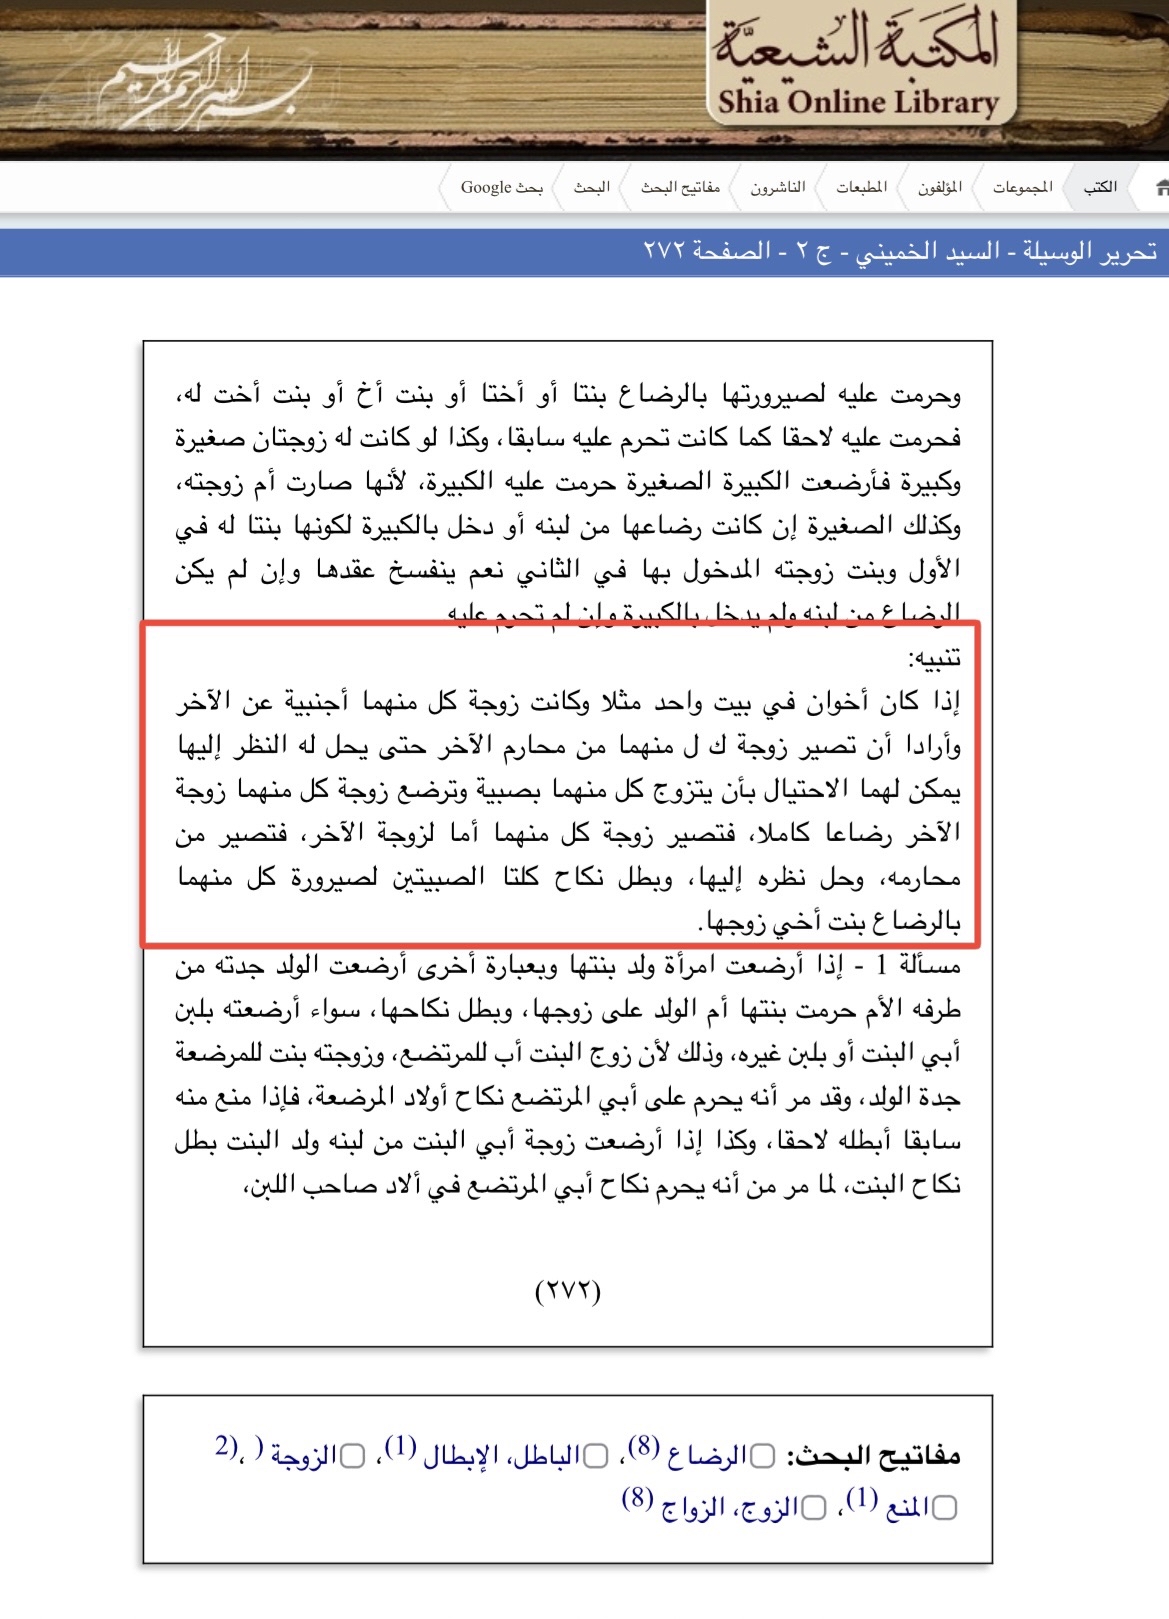 بسم الله الرحمن الرحيم
المكتبة الشيعية
Shia Online Library
الكتب
المجموعات
المؤلفون
المطبعات
الناشرون
مفاتيح البحث
البحث
بحث Google
تحرير الوسيلة - السيد الخميني - ج ٢ - الصفحة ٢٧٢
وحرمت عليه لصيرورتها بالرضاع بنتا أو أختا أو بنت أخ أو بنت أخت له،
فحرمت عليه لاحقا كما كانت تحرم عليه سابقا، وكذا لو كانت له زوجتان صغيرة
وكبيرة فأرضعت الكبيرة الصغيرة حرمت عليه الكبيرة، لأنها صارت أم زوجته،
وكذلك الصغيرة إن كانت رضاعها من لبنه أو دخل بالكبيرة لكونها بنتا له في
الأول وبنت زوجته المدخول بها في الثاني نعم ينفسخ عقدها وإن لم يكن
الرضاع من لبنه ولم يدخل بالكبيرة وإن لم تحرم عليه
تنبيه:
إذا كان أخوان في بيت واحد مثلا وكانت زوجة كل منهما أجنبية عن الآخر
وأرادا أن تصير زوجة ك ل منهما من محارم الآخر حتى يحل له النظر إليها
يمكن لهما الاحتيال بأن يتزوج كل منهما بصبية وترضع زوجة كل منهما زوجة
الآخر رضاعا كاملا، فتصير زوجة كل منهما أما لزوجة الآخر، فتصير من
محارمه، وحل نظره إليها، وبطل نكاح كلتا الصبيتين لصيرورة كل منهما
بالرضاع بنت أخي زوجها.
مسألة 1 - إذا أرضعت امرأة ولد بنتها وبعبارة أخرى أرضعت الولد جدته من
طرفه الأم حرمت بنتها أم الولد على زوجها، وبطل نكاحها، سواء أرضعته بلبن
أبي البنت أو بلبن غيره، وذلك لأن زوج البنت أب للمرتضع، وزوجته بنت للمرضعة
جدة الولد، وقد مر أنه يحرم على أبي المرتضع نكاح أولاد المرضعة، فإذا منع منه
سابقا أبطله لاحقا، وكذا إذا أرضعت زوجة أبي البنت من لبنه ولد البنت بطل
نكاح البنت، لما مر من أنه يحرم نكاح أبي المرتضع في ألاد صاحب اللبن،
(٢٧٢)
مفاتيح البحث: الرضاع (8)، الباطل، الإبطال (1)، الزوجة ( ،(2
المنع (1)، الزوج، الزواج (8)